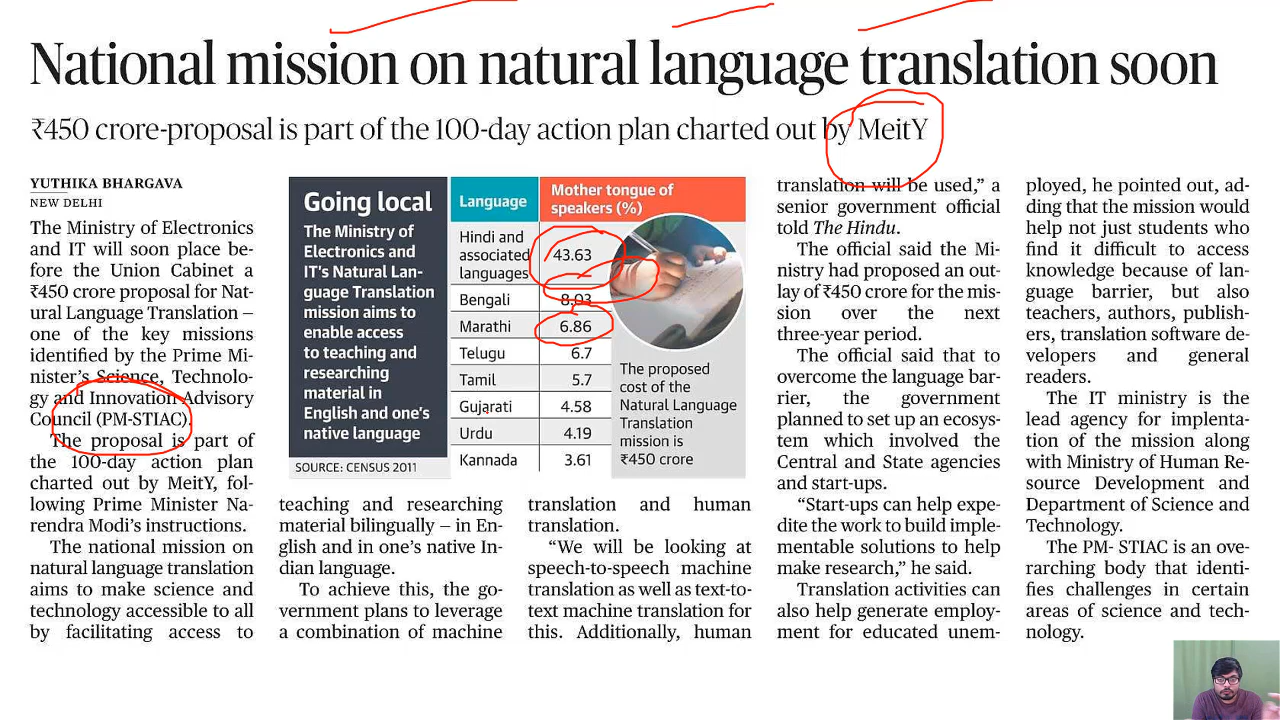 National mission on natural language translation soon
₹450 crore-proposal is part of the 100-day action plan charted out by MeitY
YUTHIKA BHARGAVA
NEW DELHI
The Ministry of Electronics
and IT will soon place be-
fore the Union Cabinet a
₹450 crore proposal for Nat-
ural Language Translation —
one of the key missions
identified by the Prime Mi-
nister's Science, Technolo-
gy and Innovation Advisory
Council (PM-STIAC).
The proposal is part of
the 100-day action plan
charted out by MeitY, fol-
lowing Prime Minister Na-
rendra Modi's instructions.
The national mission on
natural language translation
aims to make science and
technology accessible to all
by facilitating access to
Going local
The Ministry of
Electronics and
IT's Natural Lan-
guage Translation
mission aims to
enable access
to teaching and
researching
material in
English and one's
native language
SOURCE: CENSUS 2011
Language
Mother tongue of
speakers (%)
Hindi and
associated
languages 43.63
Bengali 8.03
Marathi 6.86
Telugu 6.7
Tamil 5.7
Gujarati 4.58
Urdu 4.19
Kannada 3.61
The proposed
cost of the
Natural Language
Translation
mission is
₹450 crore
teaching and researching
material bilingually — in En-
glish and in one's native In-
dian language.
To achieve this, the go-
vernment plans to leverage
a combination of machine
translation and human
translation.
"We will be looking at
speech-to-speech machine
translation as well as text-to-
text machine translation for
this. Additionally, human
translation will be used," a
senior government official
told The Hindu.
The official said the Mi-
nistry had proposed an out-
lay of ₹450 crore for the mis-
sion over the next
three-year period.
The official said that to
overcome the language bar-
rier, the government
planned to set up an ecosys-
tem which involved the
Central and State agencies
and start-ups.
"Start-ups can help expe-
dite the work to build imple-
mentable solutions to help
make research," he said.
Translation activities can
also help generate employ-
ment for educated unem-
ployed, he pointed out, ad-
ding that the mission would
help not just students who
find it difficult to access
knowledge because of lan-
guage barrier, but also
teachers, authors, publish-
ers, translation software de-
velopers and general
readers.
The IT ministry is the
lead agency for implenta-
tion of the mission along
with Ministry of Human Re-
source Development and
Department of Science and
Technology.
The PM- STIAC is an ove-
rarching body that identi-
fies challenges in certain
areas of science and tech-
nology.